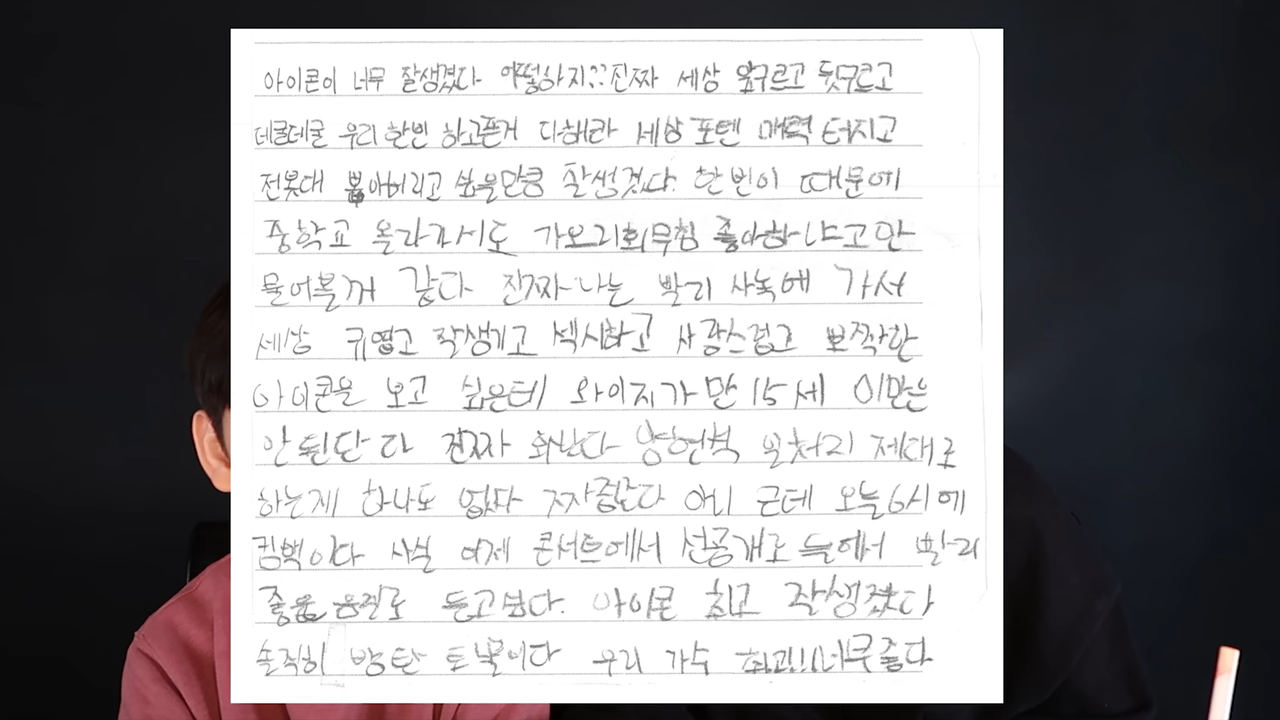 아이콘이 너무 잘생겼다 어떻하지?? 진짜 세상 앞구르고 뒷구르고
데굴데굴 우리 한빈 하고픈거 다해라 세상 포텐 매력 터지고
전봇대 뽑아버리고 싶을만큼 잘생겼다. 한빈이 때문에
중학교 올라가서도 가오리회무침 좋아하냐고만
물어볼꺼 같다 진짜 나는 빨리 사녹에 가서
세상 귀엽고 잘생기고 섹시하고 사랑스럽고 뽀짝한
아이콘을 보고 싶은데 와이지가 만 15세 이만은
안 된단다 진짜 화난다 양현석 일처리 제대로
하는게 하나도 없다 짜증난다 아니 근데 오늘 6시에
컴백이다 사실 어제 콘서트에서 선공개로 들어서 빨리
좋은 음질로 듣고싶다. 아이콘 최고 잘생겼다
솔직히 방탄 토 나온다 우리 가수 최고!! 너무 좋다